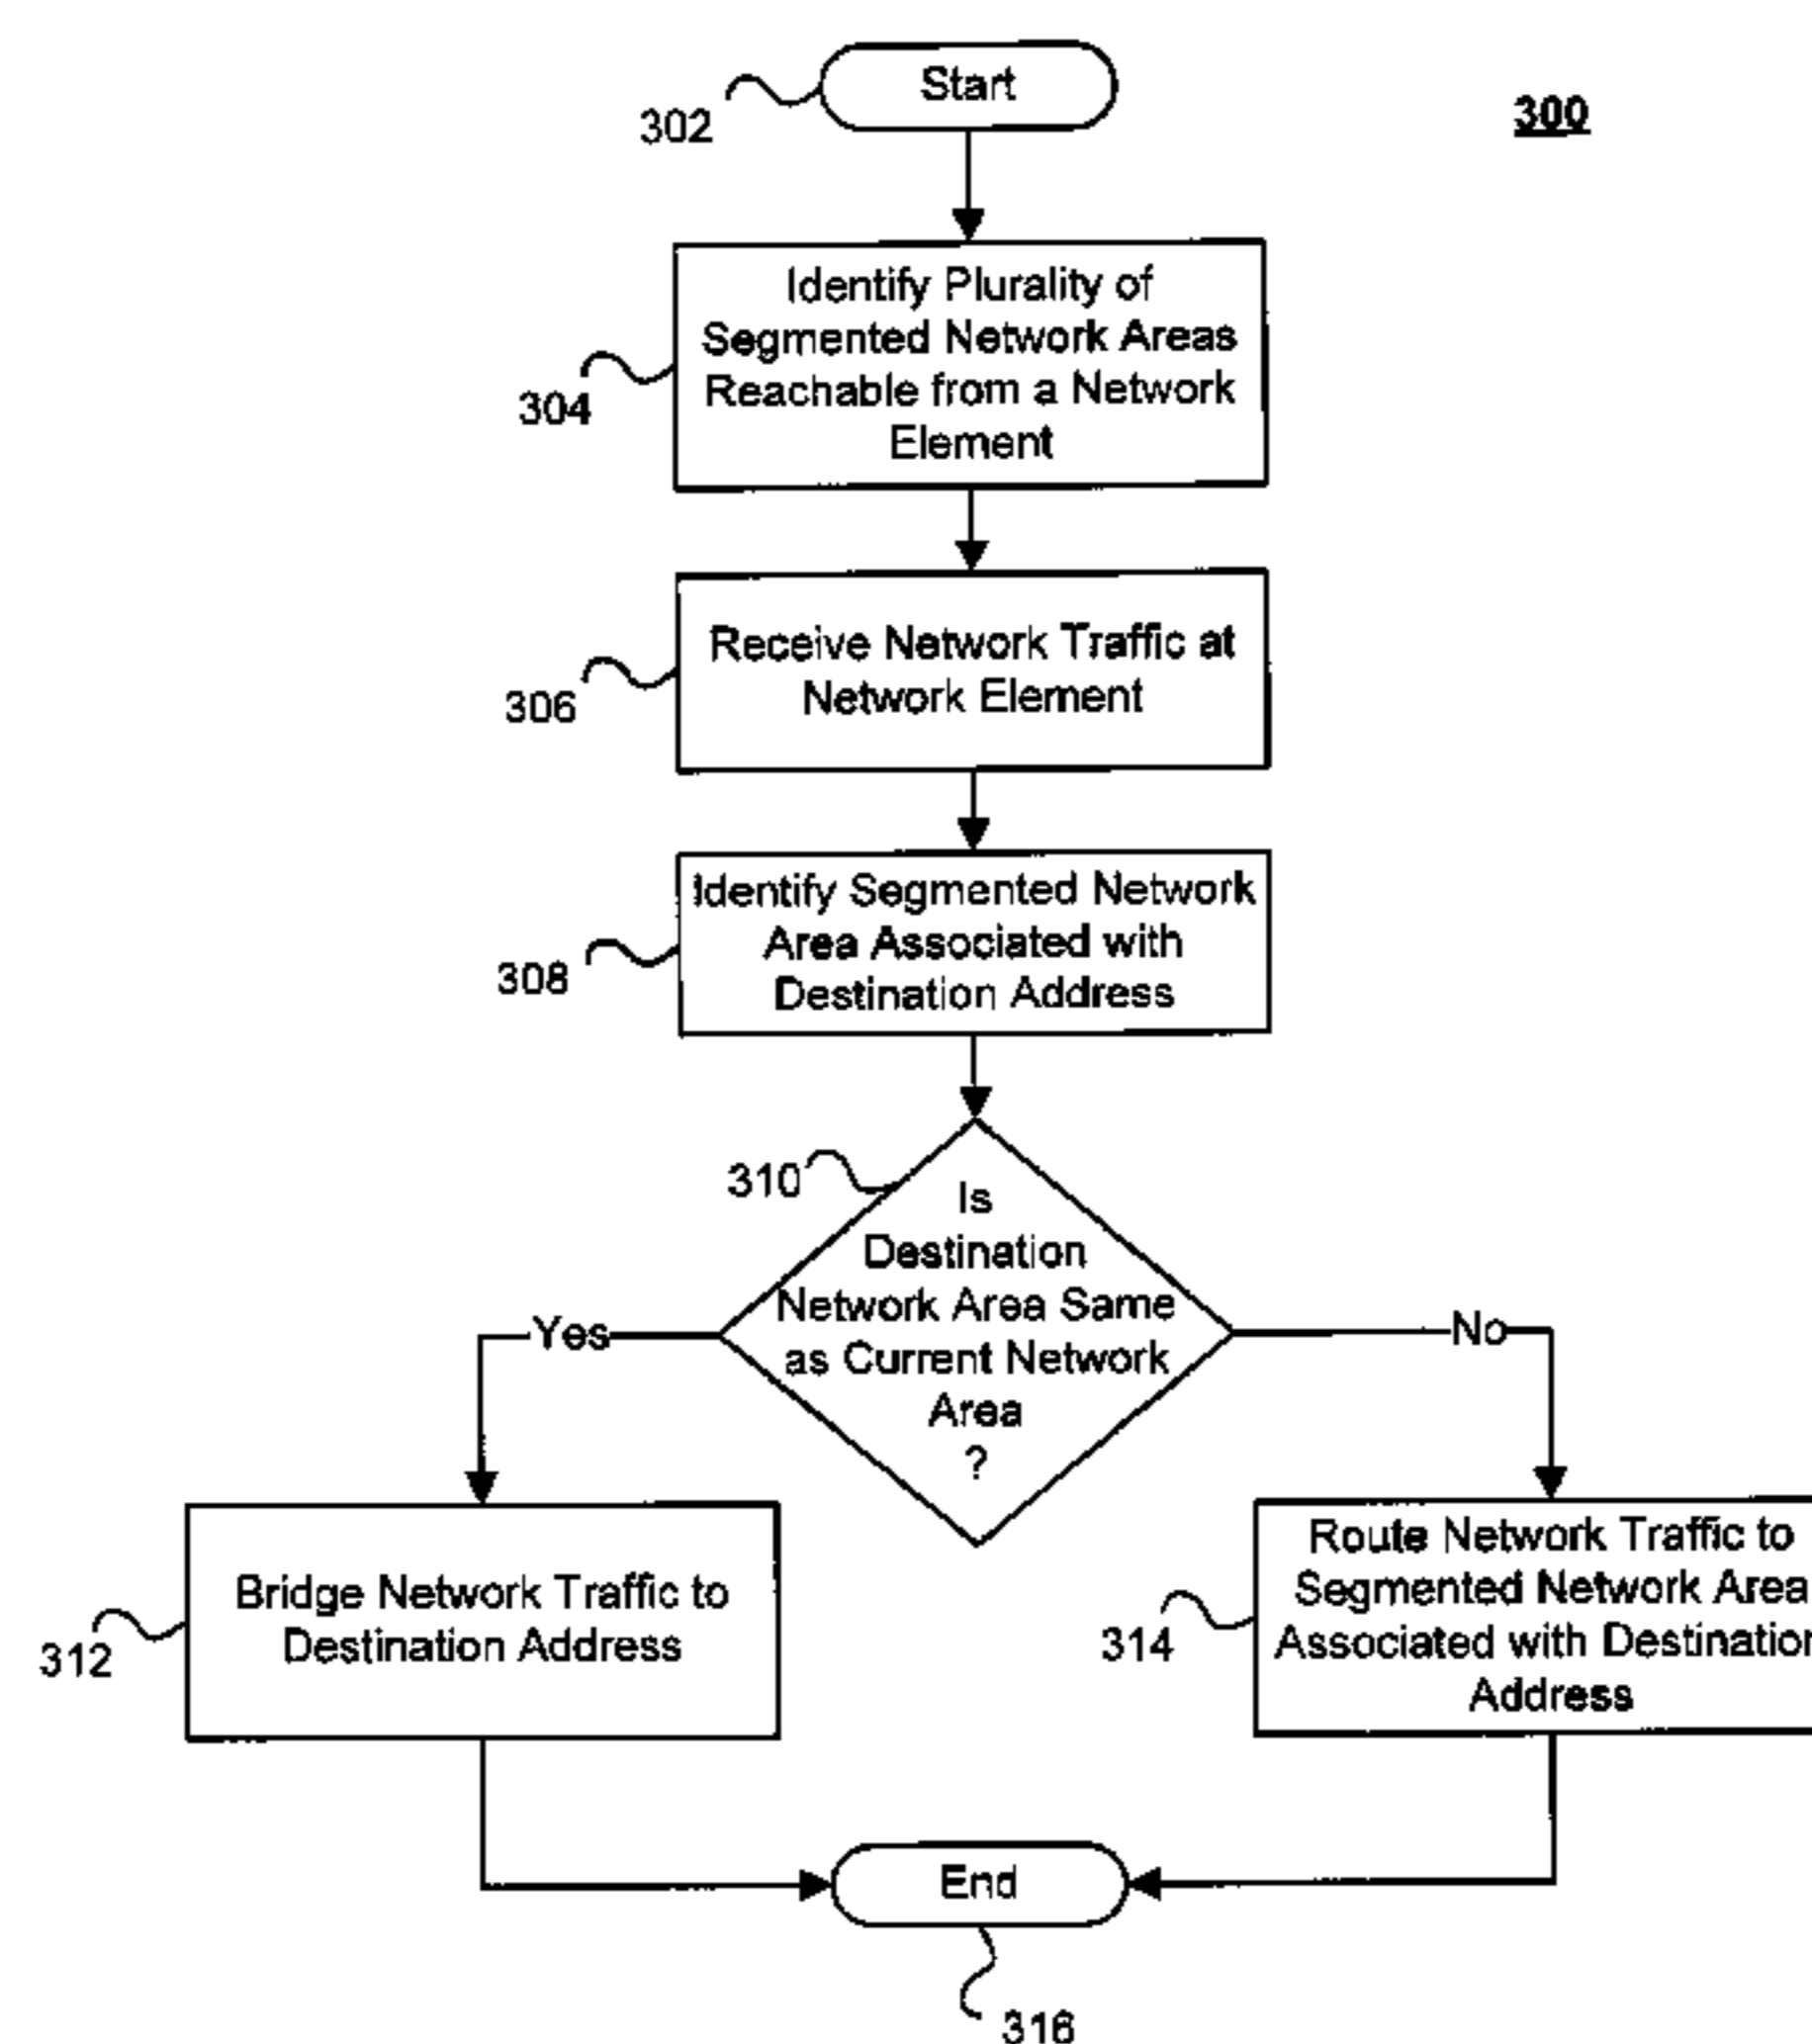 Start
302
300
Identify Plurality of
Segmented Network Areas
Reachable from a Network
Element
304
Receive Network Traffic at
Network Element
306
Identify Segmented Network
Area Associated with
Destination Address
308
310
Is
Destination
Network Area Same
as Current Network
Area
?
Yes
No
Bridge Network Traffic to
Destination Address
312
Route Network Traffic to
Segmented Network Area
Associated with Destination
Address
314
End
316